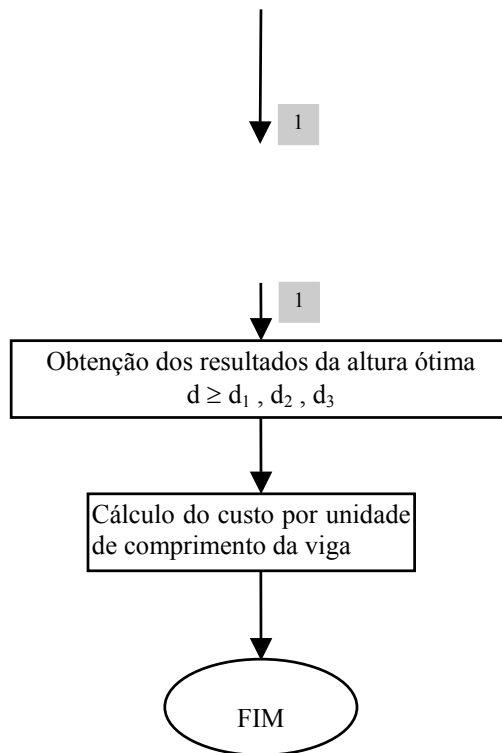 1
1
Obtenção dos resultados da altura ótima
d ≥ d₁ , d₂ , d₃
Cálculo do custo por unidade
de comprimento da viga
FIM